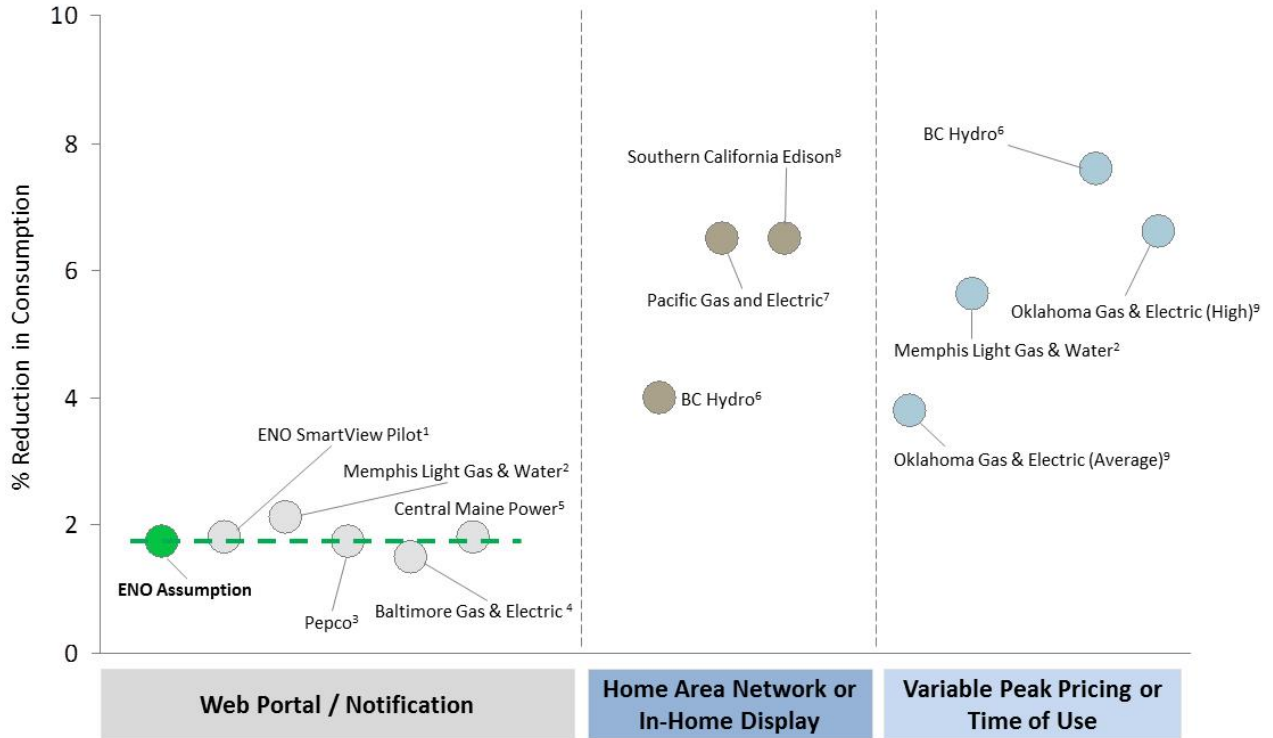 10
8
6
4
2
0
% Reduction in Consumption
ENO SmartView Pilot¹
Memphis Light Gas & Water²
Central Maine Power⁵
ENO Assumption
Pepco³
Baltimore Gas & Electric ⁴
Southern California Edison⁸
Pacific Gas and Electric⁷
BC Hydro⁶
BC Hydro⁶
Oklahoma Gas & Electric (High)⁹
Memphis Light Gas & Water²
Oklahoma Gas & Electric (Average)⁹
Web Portal / Notification
Home Area Network or
In-Home Display
Variable Peak Pricing or
Time of Use